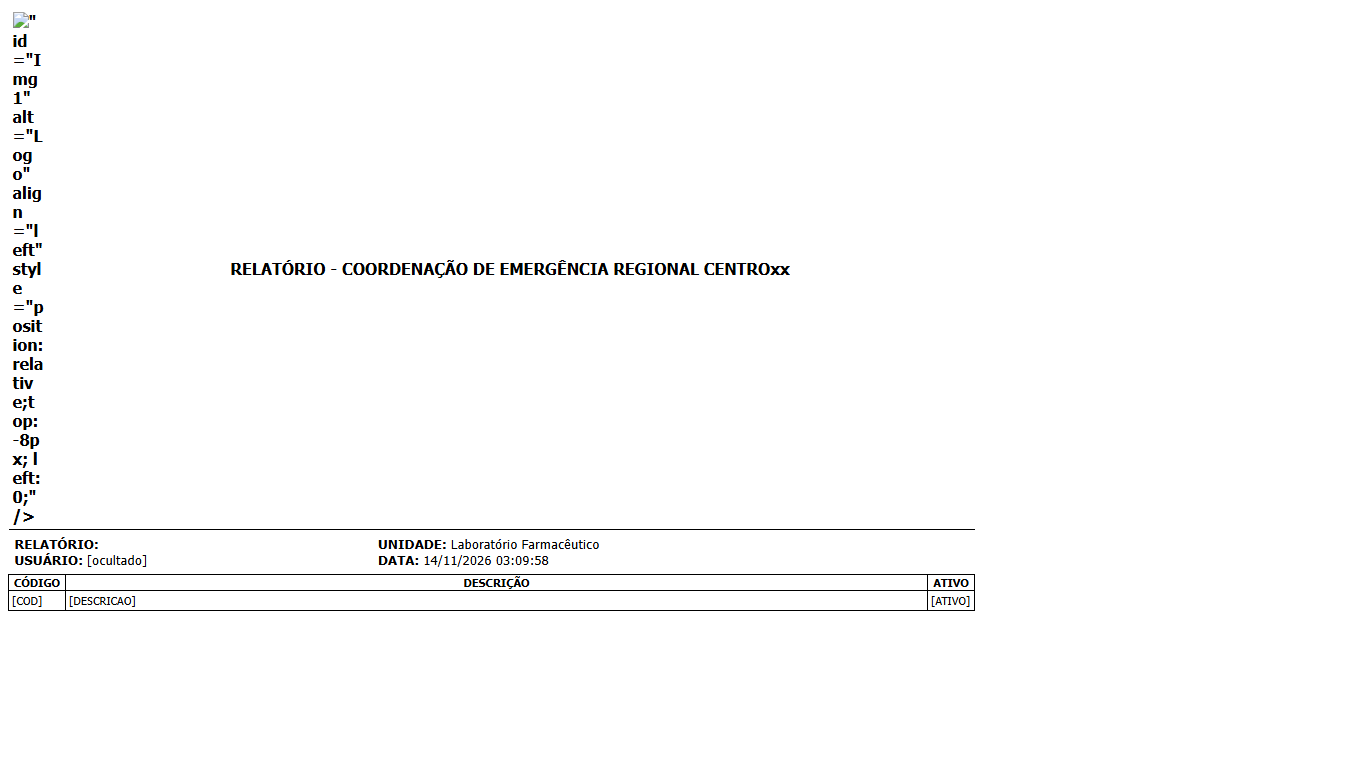 "
id
="I
mg
1"
alt
="L
og
o"
alig
n
="l
eft"
styl
e
="p
osit
ion:
rela
tiv
e;t
op:
-8p
x; l
eft:
0;"
/>
RELATÓRIO - COORDENAÇÃO DE EMERGÊNCIA REGIONAL CENTROxx
RELATÓRIO:
UNIDADE: Laboratório Farmacêutico
USUÁRIO: [ocultado]
DATA: 14/11/2026 03:09:58
CÓDIGO DESCRIÇÃO ATIVO
[COD] [DESCRICAO] [ATIVO]